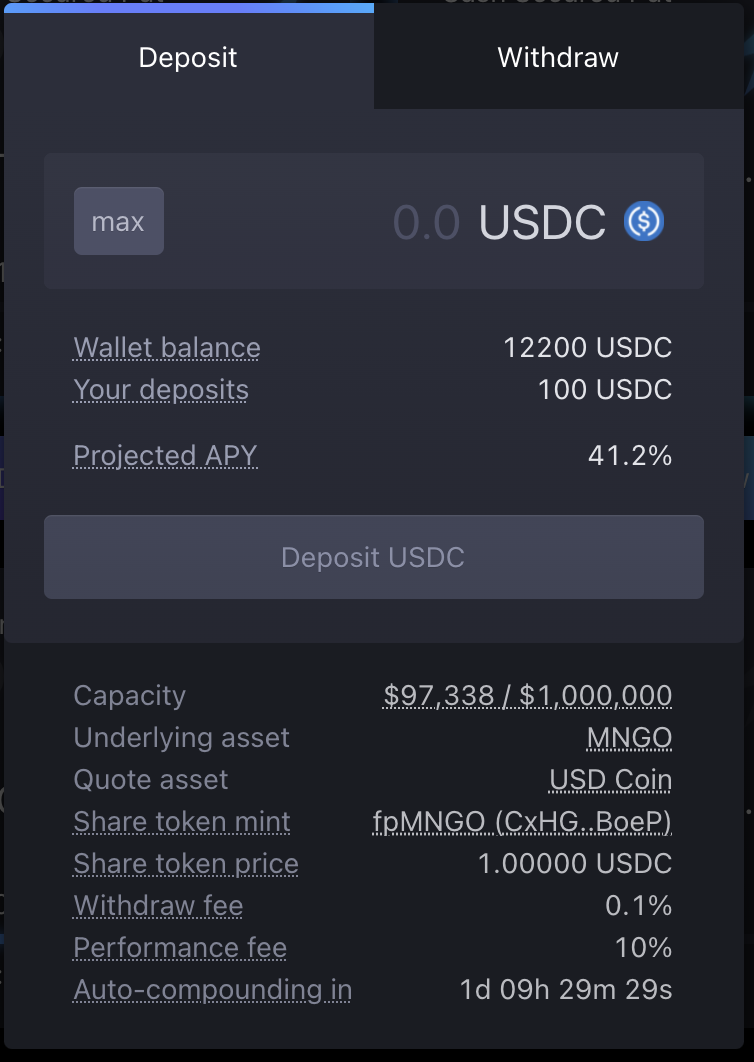 Deposit
Withdraw
max
0.0 USDC
Wallet balance 12200 USDC
Your deposits 100 USDC
Projected APY 41.2%
Deposit USDC
Capacity $97,338 / $1,000,000
Underlying asset MNGO
Quote asset USD Coin
Share token mint fpMNGO (CxHG..BoeP)
Share token price 1.00000 USDC
Withdraw fee 0.1%
Performance fee 10%
Auto-compounding in 1d 09h 29m 29s